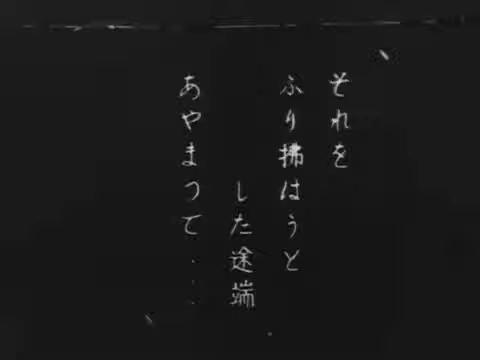 それを
ふり拂はうと
した途端
あやまつて‥‥